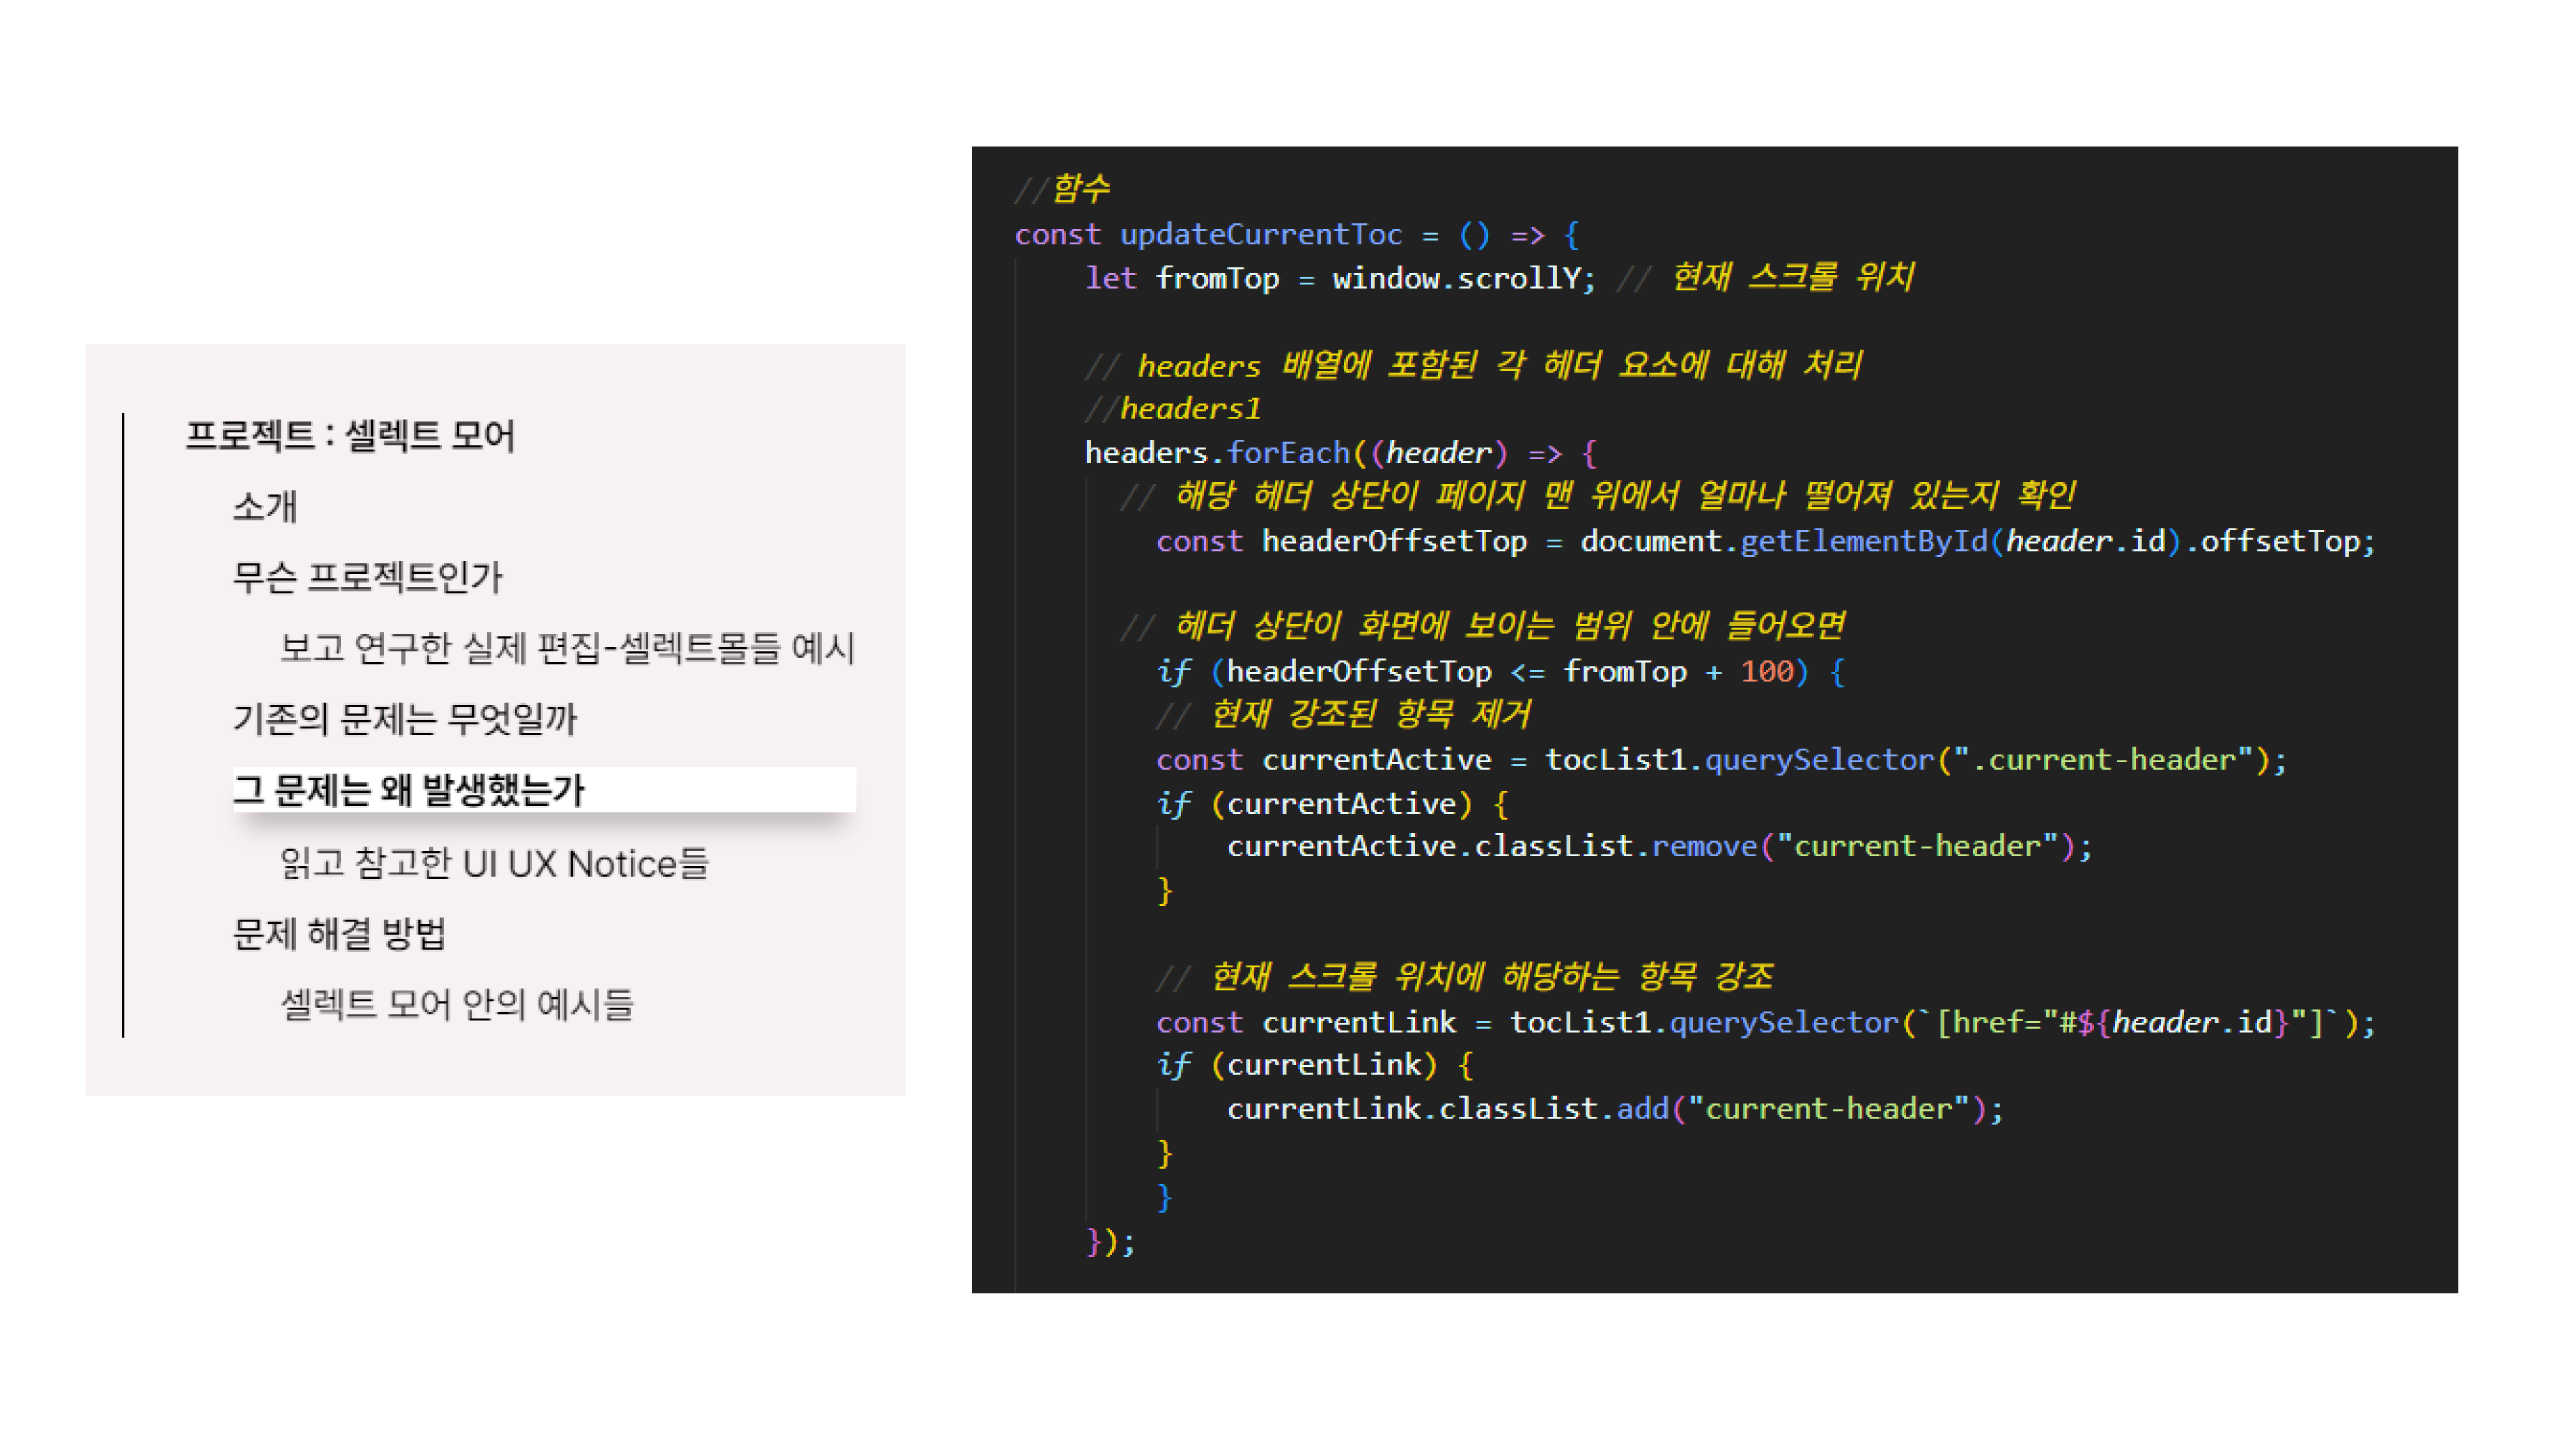 프로젝트 : 셀렉트 모어
소개
무슨 프로젝트인가
보고 연구한 실제 편집-셀렉트몰들 예시
기존의 문제는 무엇일까
그 문제는 왜 발생했는가
읽고 참고한 UI UX Notice들
문제 해결 방법
셀렉트 모어 안의 예시들
//함수
const updateCurrentToc = () => {
let fromTop = window.scrollY; // 현재 스크롤 위치
// headers 배열에 포함된 각 헤더 요소에 대해 처리
//headers1
headers.forEach((header) => {
// 해당 헤더 상단이 페이지 맨 위에서 얼마나 떨어져 있는지 확인
const headerOffsetTop = document.getElementById(header.id).offsetTop;
// 헤더 상단이 화면에 보이는 범위 안에 들어오면
if (headerOffsetTop <= fromTop + 100) {
// 현재 강조된 항목 제거
const currentActive = tocList1.querySelector(".current-header");
if (currentActive) {
currentActive.classList.remove("current-header");
}
// 현재 스크롤 위치에 해당하는 항목 강조
const currentLink = tocList1.querySelector(`[href="#${header.id}"]`);
if (currentLink) {
currentLink.classList.add("current-header");
}
}
});